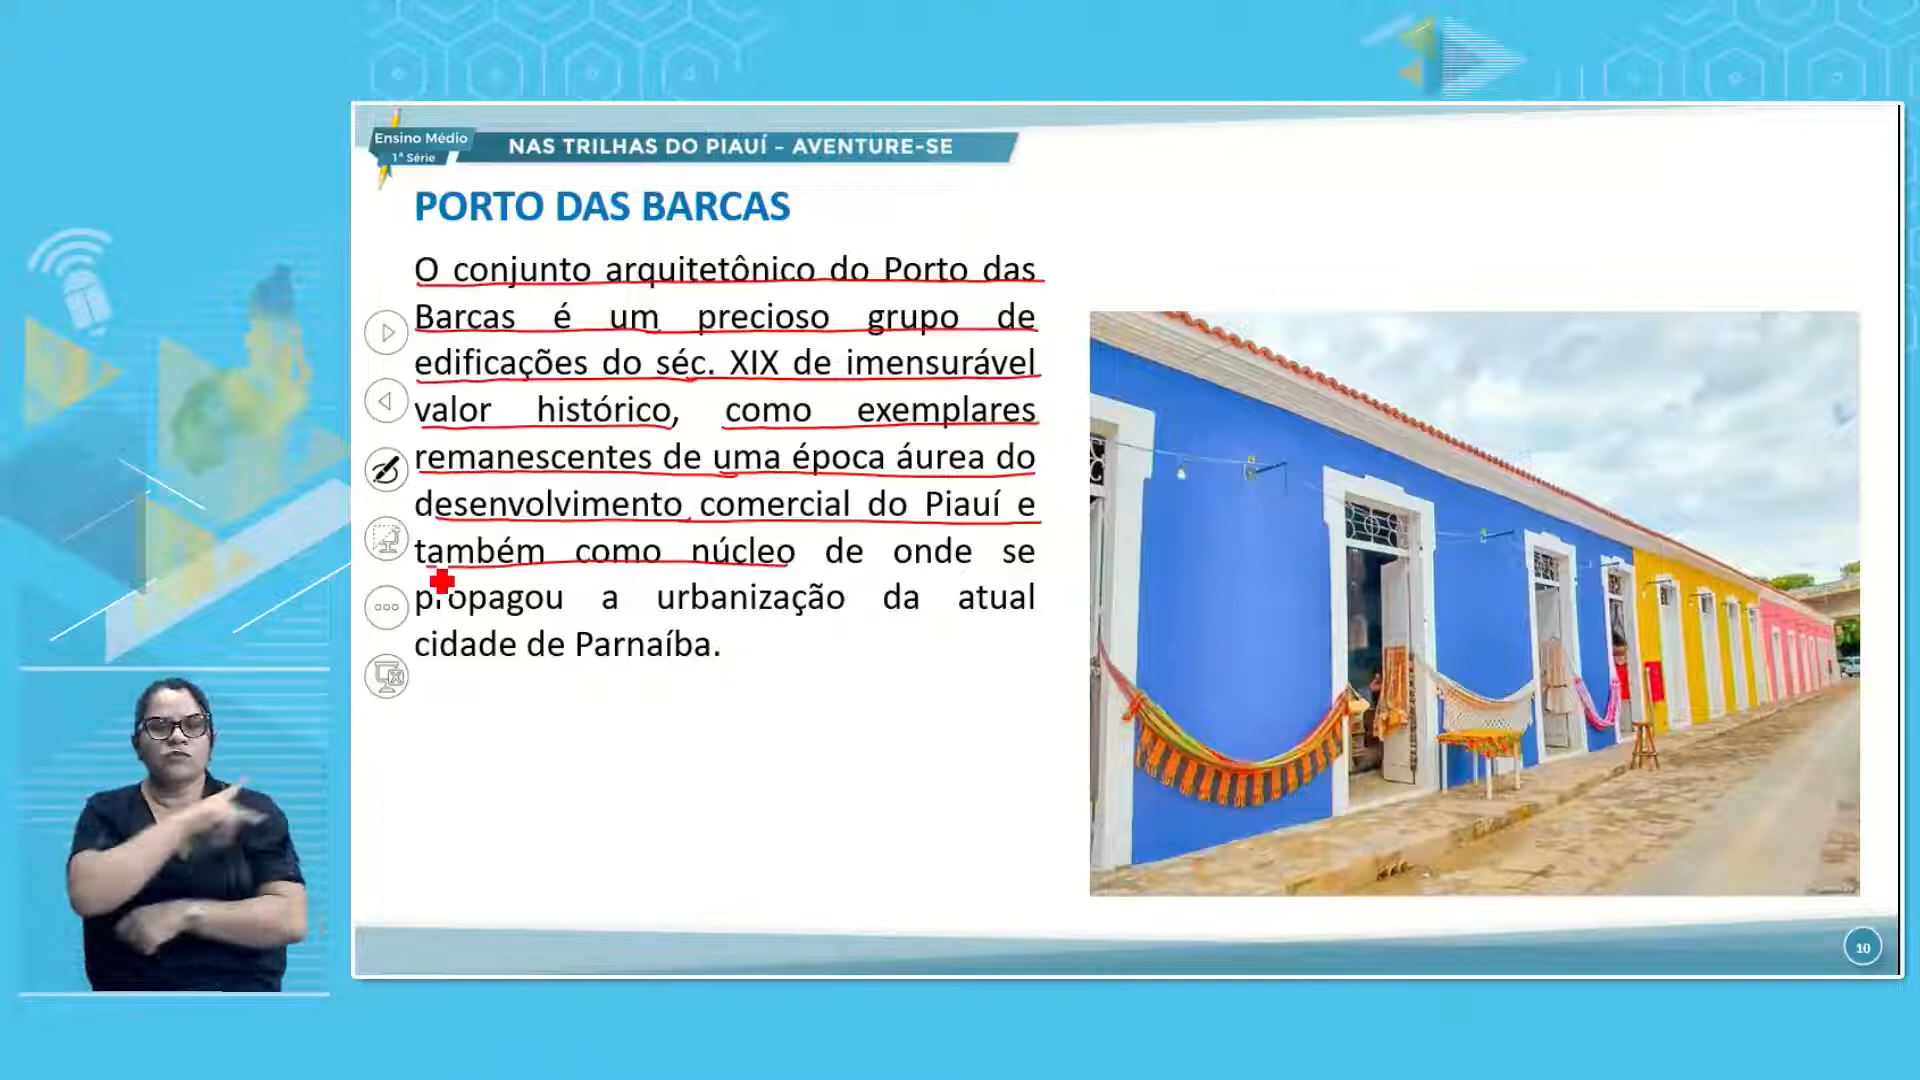 Ensino Médio
1ª Série
NAS TRILHAS DO PIAUÍ – AVENTURE-SE
PORTO DAS BARCAS
O conjunto arquitetônico do Porto das
Barcas é um precioso grupo de
edificações do séc. XIX de imensurável
valor histórico, como exemplares
remanescentes de uma época áurea do
desenvolvimento comercial do Piauí e
também como núcleo de onde se
propagou a urbanização da atual
cidade de Parnaíba.
10